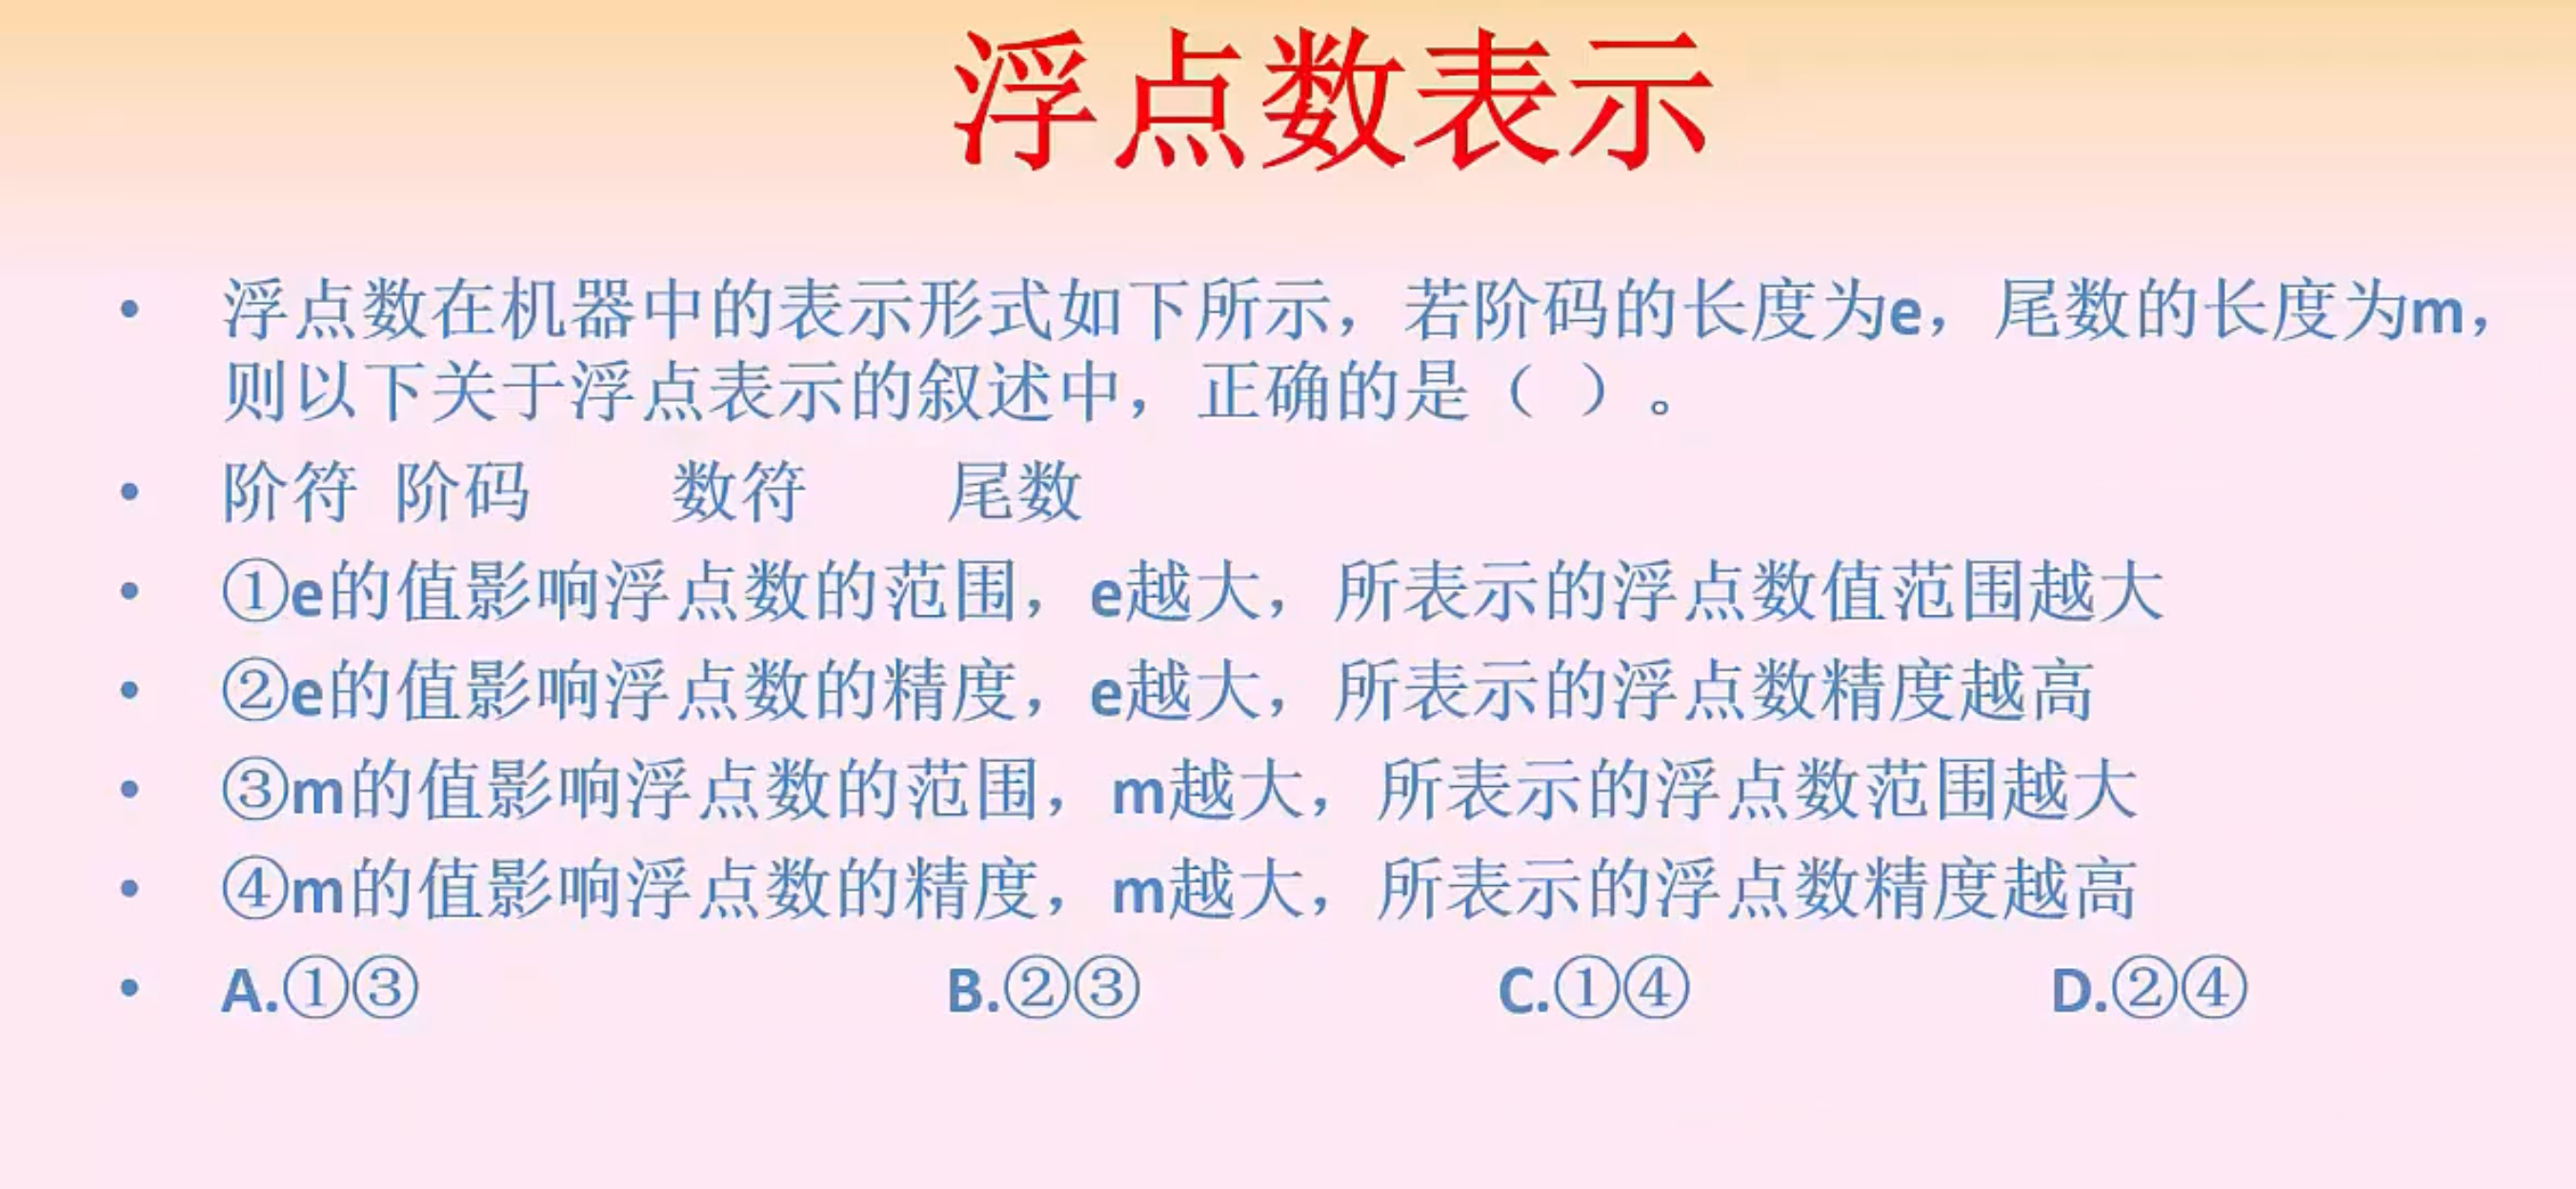 浮点数表示
• 浮点数在机器中的表示形式如下所示，若阶码的长度为e，尾数的长度为m，
则以下关于浮点表示的叙述中，正确的是（ ）。
• 阶符 阶码 数符 尾数
• ①e的值影响浮点数的范围，e越大，所表示的浮点数值范围越大
• ②e的值影响浮点数的精度，e越大，所表示的浮点数精度越高
• ③m的值影响浮点数的范围，m越大，所表示的浮点数范围越大
• ④m的值影响浮点数的精度，m越大，所表示的浮点数精度越高
• A.①③ B.②③ C.①④ D.②④